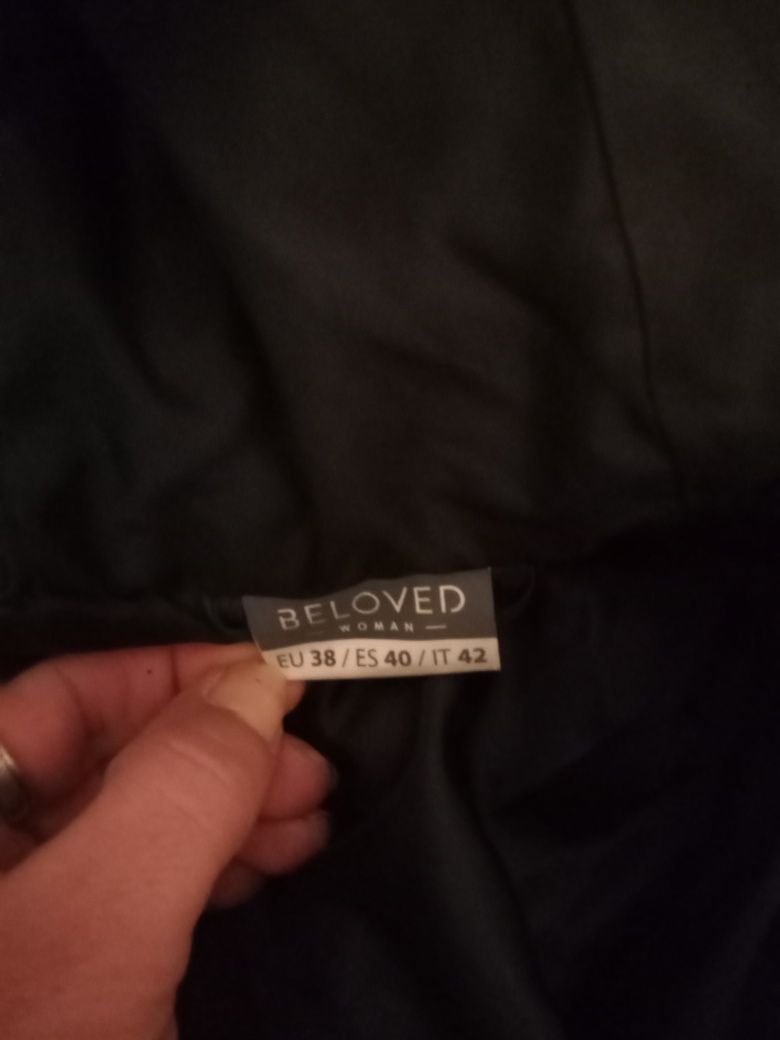 BELOVED
— WOMAN —
EU 38 / ES 40 / IT 42